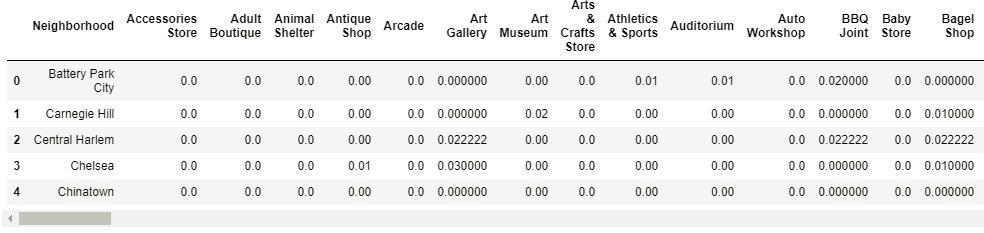 Neighborhood Accessories Store Adult Boutique Animal Shelter Antique Shop Arcade Art Gallery Art Museum Arts & Crafts Store Athletics & Sports Auditorium Auto Workshop BBQ Joint Baby Store Bagel Shop
0 Battery Park City 0.0 0.0 0.0 0.00 0.0 0.000000 0.00 0.00 0.01 0.01 0.0 0.020000 0.0 0.000000
1 Carnegie Hill 0.0 0.0 0.0 0.00 0.0 0.000000 0.02 0.00 0.00 0.00 0.0 0.000000 0.0 0.010000
2 Central Harlem 0.0 0.0 0.0 0.00 0.0 0.022222 0.00 0.00 0.00 0.00 0.0 0.022222 0.0 0.022222
3 Chelsea 0.0 0.0 0.0 0.01 0.0 0.030000 0.00 0.00 0.00 0.00 0.0 0.000000 0.0 0.010000
4 Chinatown 0.0 0.0 0.0 0.00 0.0 0.000000 0.00 0.00 0.00 0.00 0.0 0.000000 0.0 0.000000